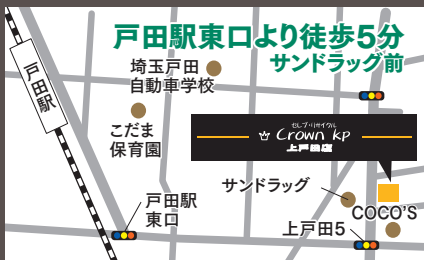 戸田駅東口より徒歩5分
サンドラッグ前
埼玉戸田
自動車学校
戸田駅
こだま
保育園
セレブ・リサイクル
Crown kp
上戸田店
サンドラッグ
戸田駅
東口
COCO'S
上戸田5